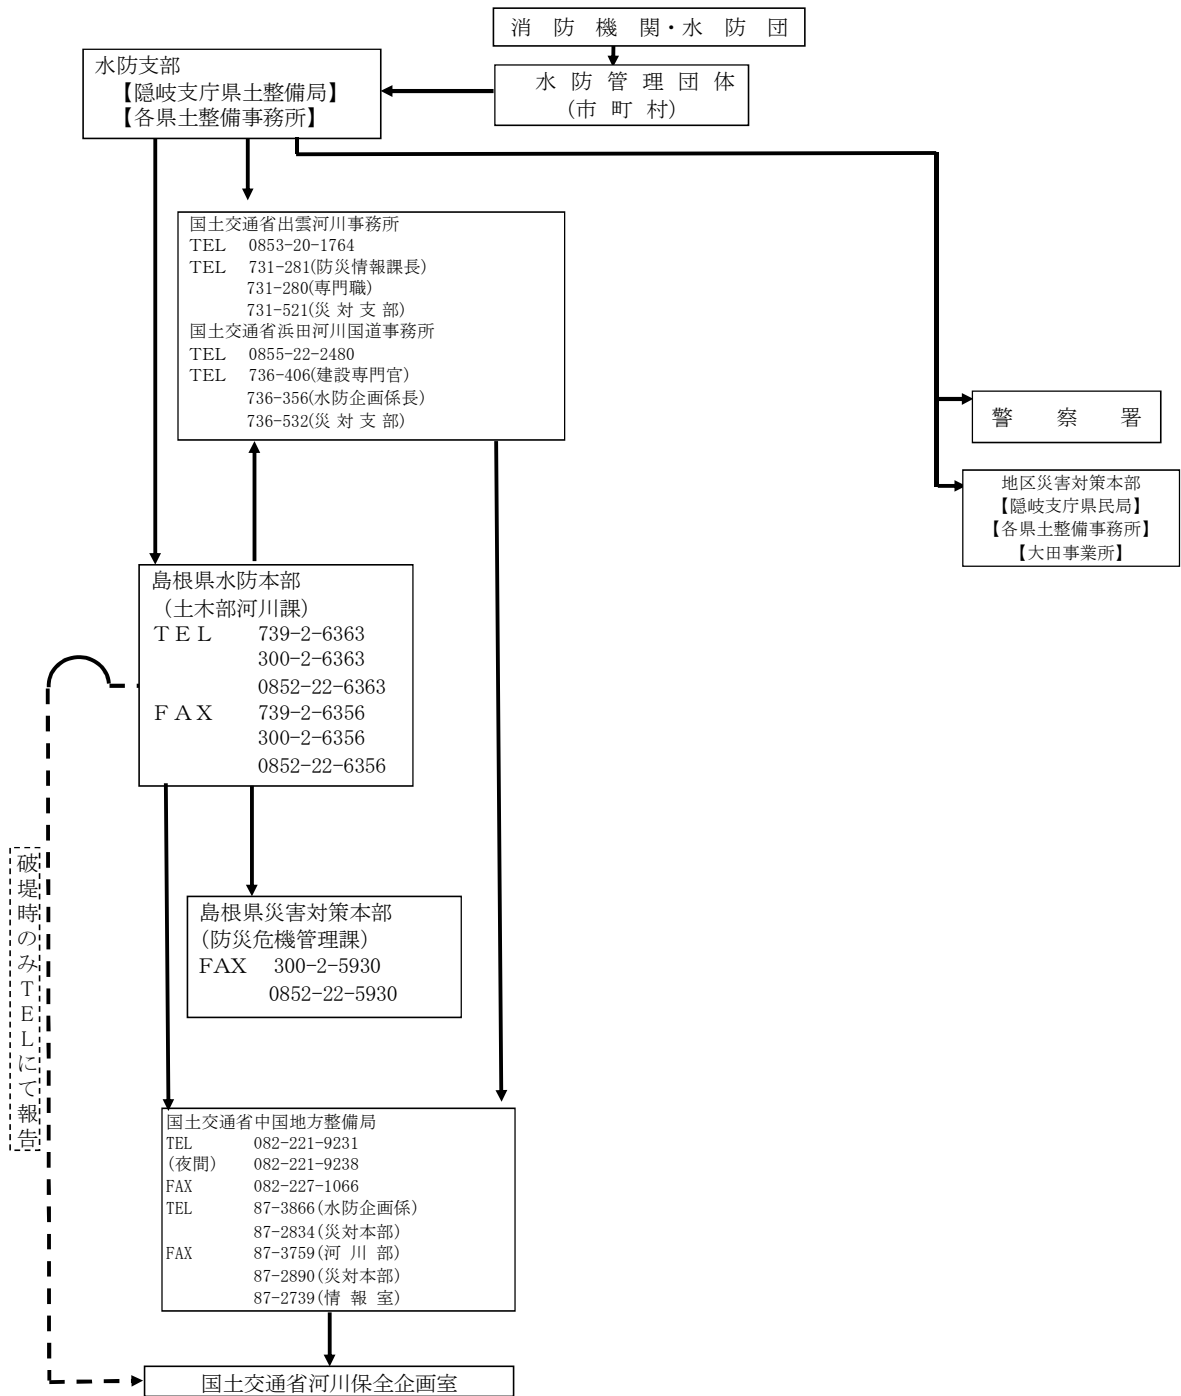 消 防 機 関・水 防 団
水 防 管 理 団 体
(市 町 村)
水防支部
【隠岐支庁県土整備局】
【各県土整備事務所】
国土交通省出雲河川事務所
TEL 0853-20-1764
TEL 731-281(防災情報課長)
731-280(専門職)
731-521(災 対 支 部)
国土交通省浜田河川国道事務所
TEL 0855-22-2480
TEL 736-406(建設専門官)
736-356(水防企画係長)
736-532(災 対 支 部)
警 察 署
地区災害対策本部
【隠岐支庁県民局】
【各県土整備事務所】
【大田事業所】
島根県水防本部
(土木部河川課)
TEL 739-2-6363
300-2-6363
0852-22-6363
FAX 739-2-6356
300-2-6356
0852-22-6356
破堤時のみTELにて報告
島根県災害対策本部
(防災危機管理課)
FAX 300-2-5930
0852-22-5930
国土交通省中国地方整備局
TEL 082-221-9231
(夜間) 082-221-9238
FAX 082-227-1066
TEL 87-3866(水防企画係)
87-2834(災対本部)
FAX 87-3759(河 川 部)
87-2890(災対本部)
87-2739(情 報 室)
国土交通省河川保全企画室